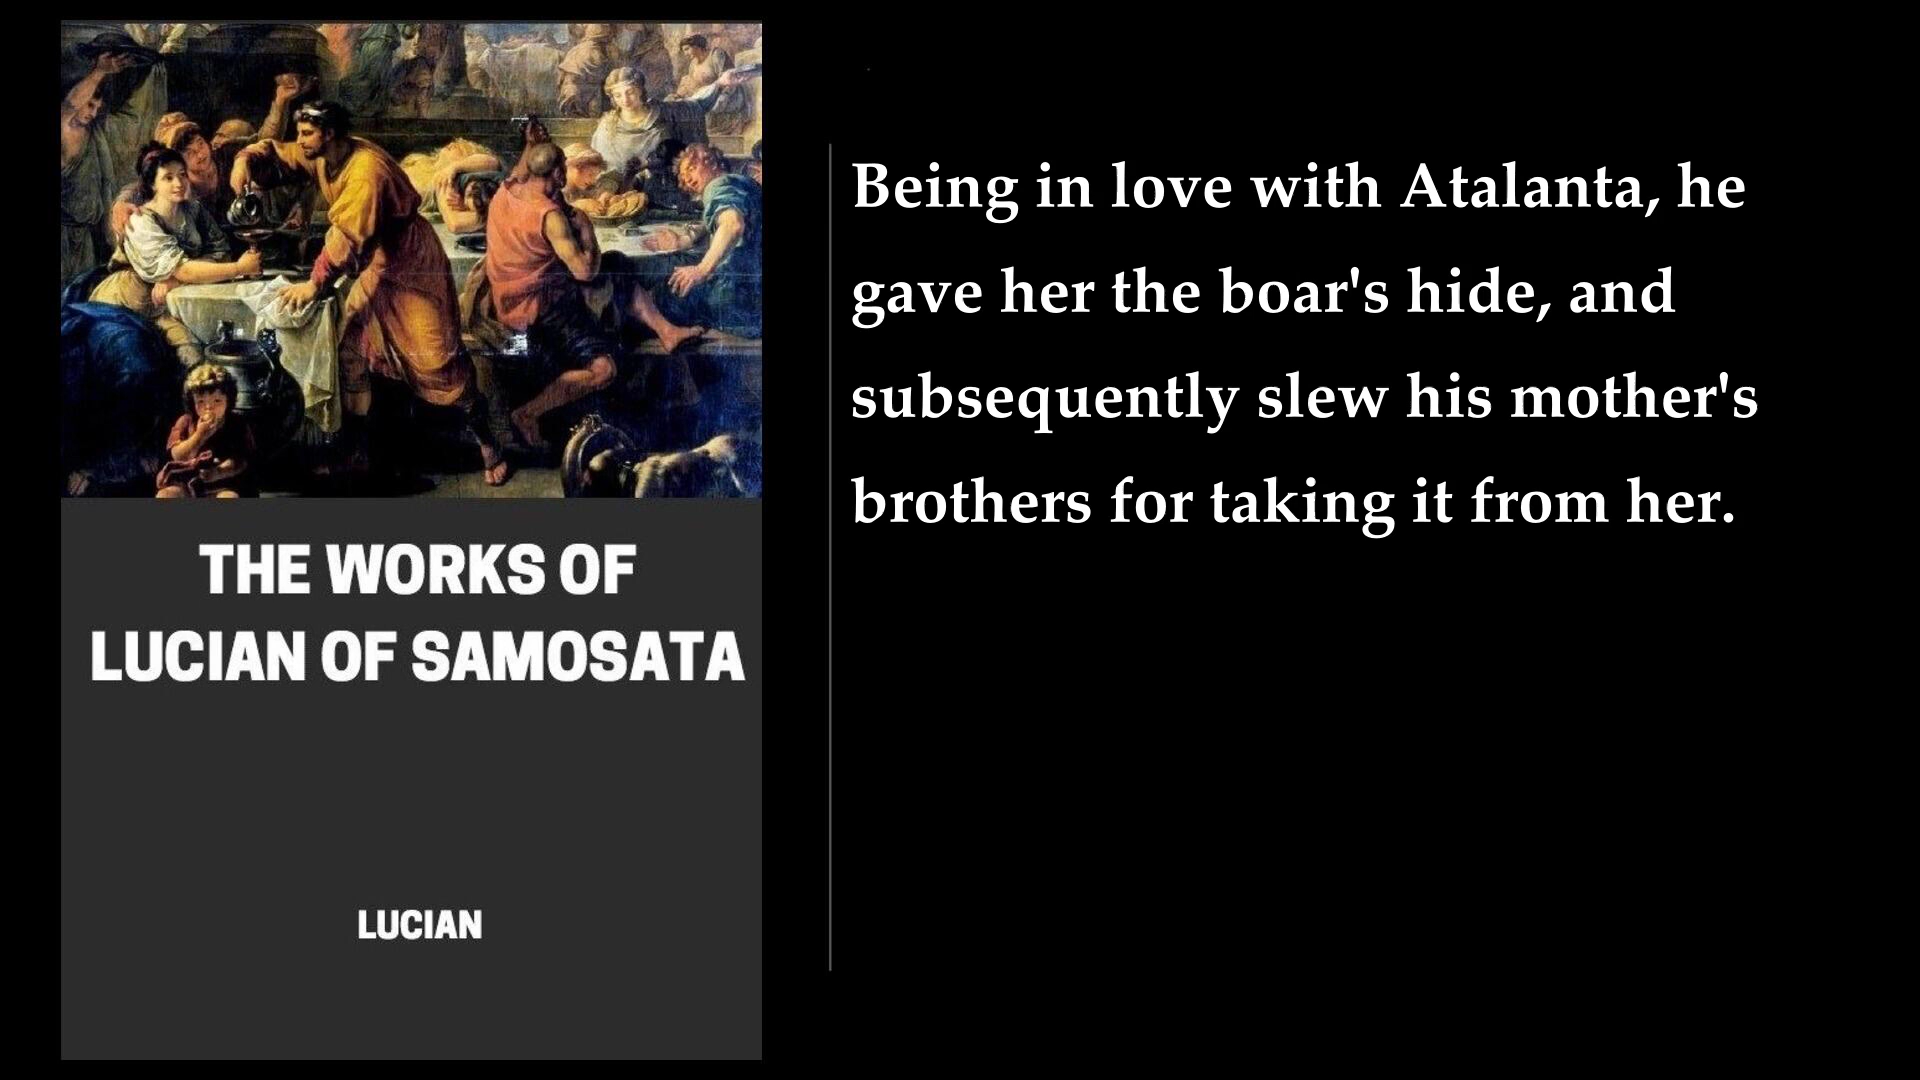 THE WORKS OF
LUCIAN OF SAMOSATA
LUCIAN
Being in love with Atalanta, he
gave her the boar's hide, and
subsequently slew his mother's
brothers for taking it from her.